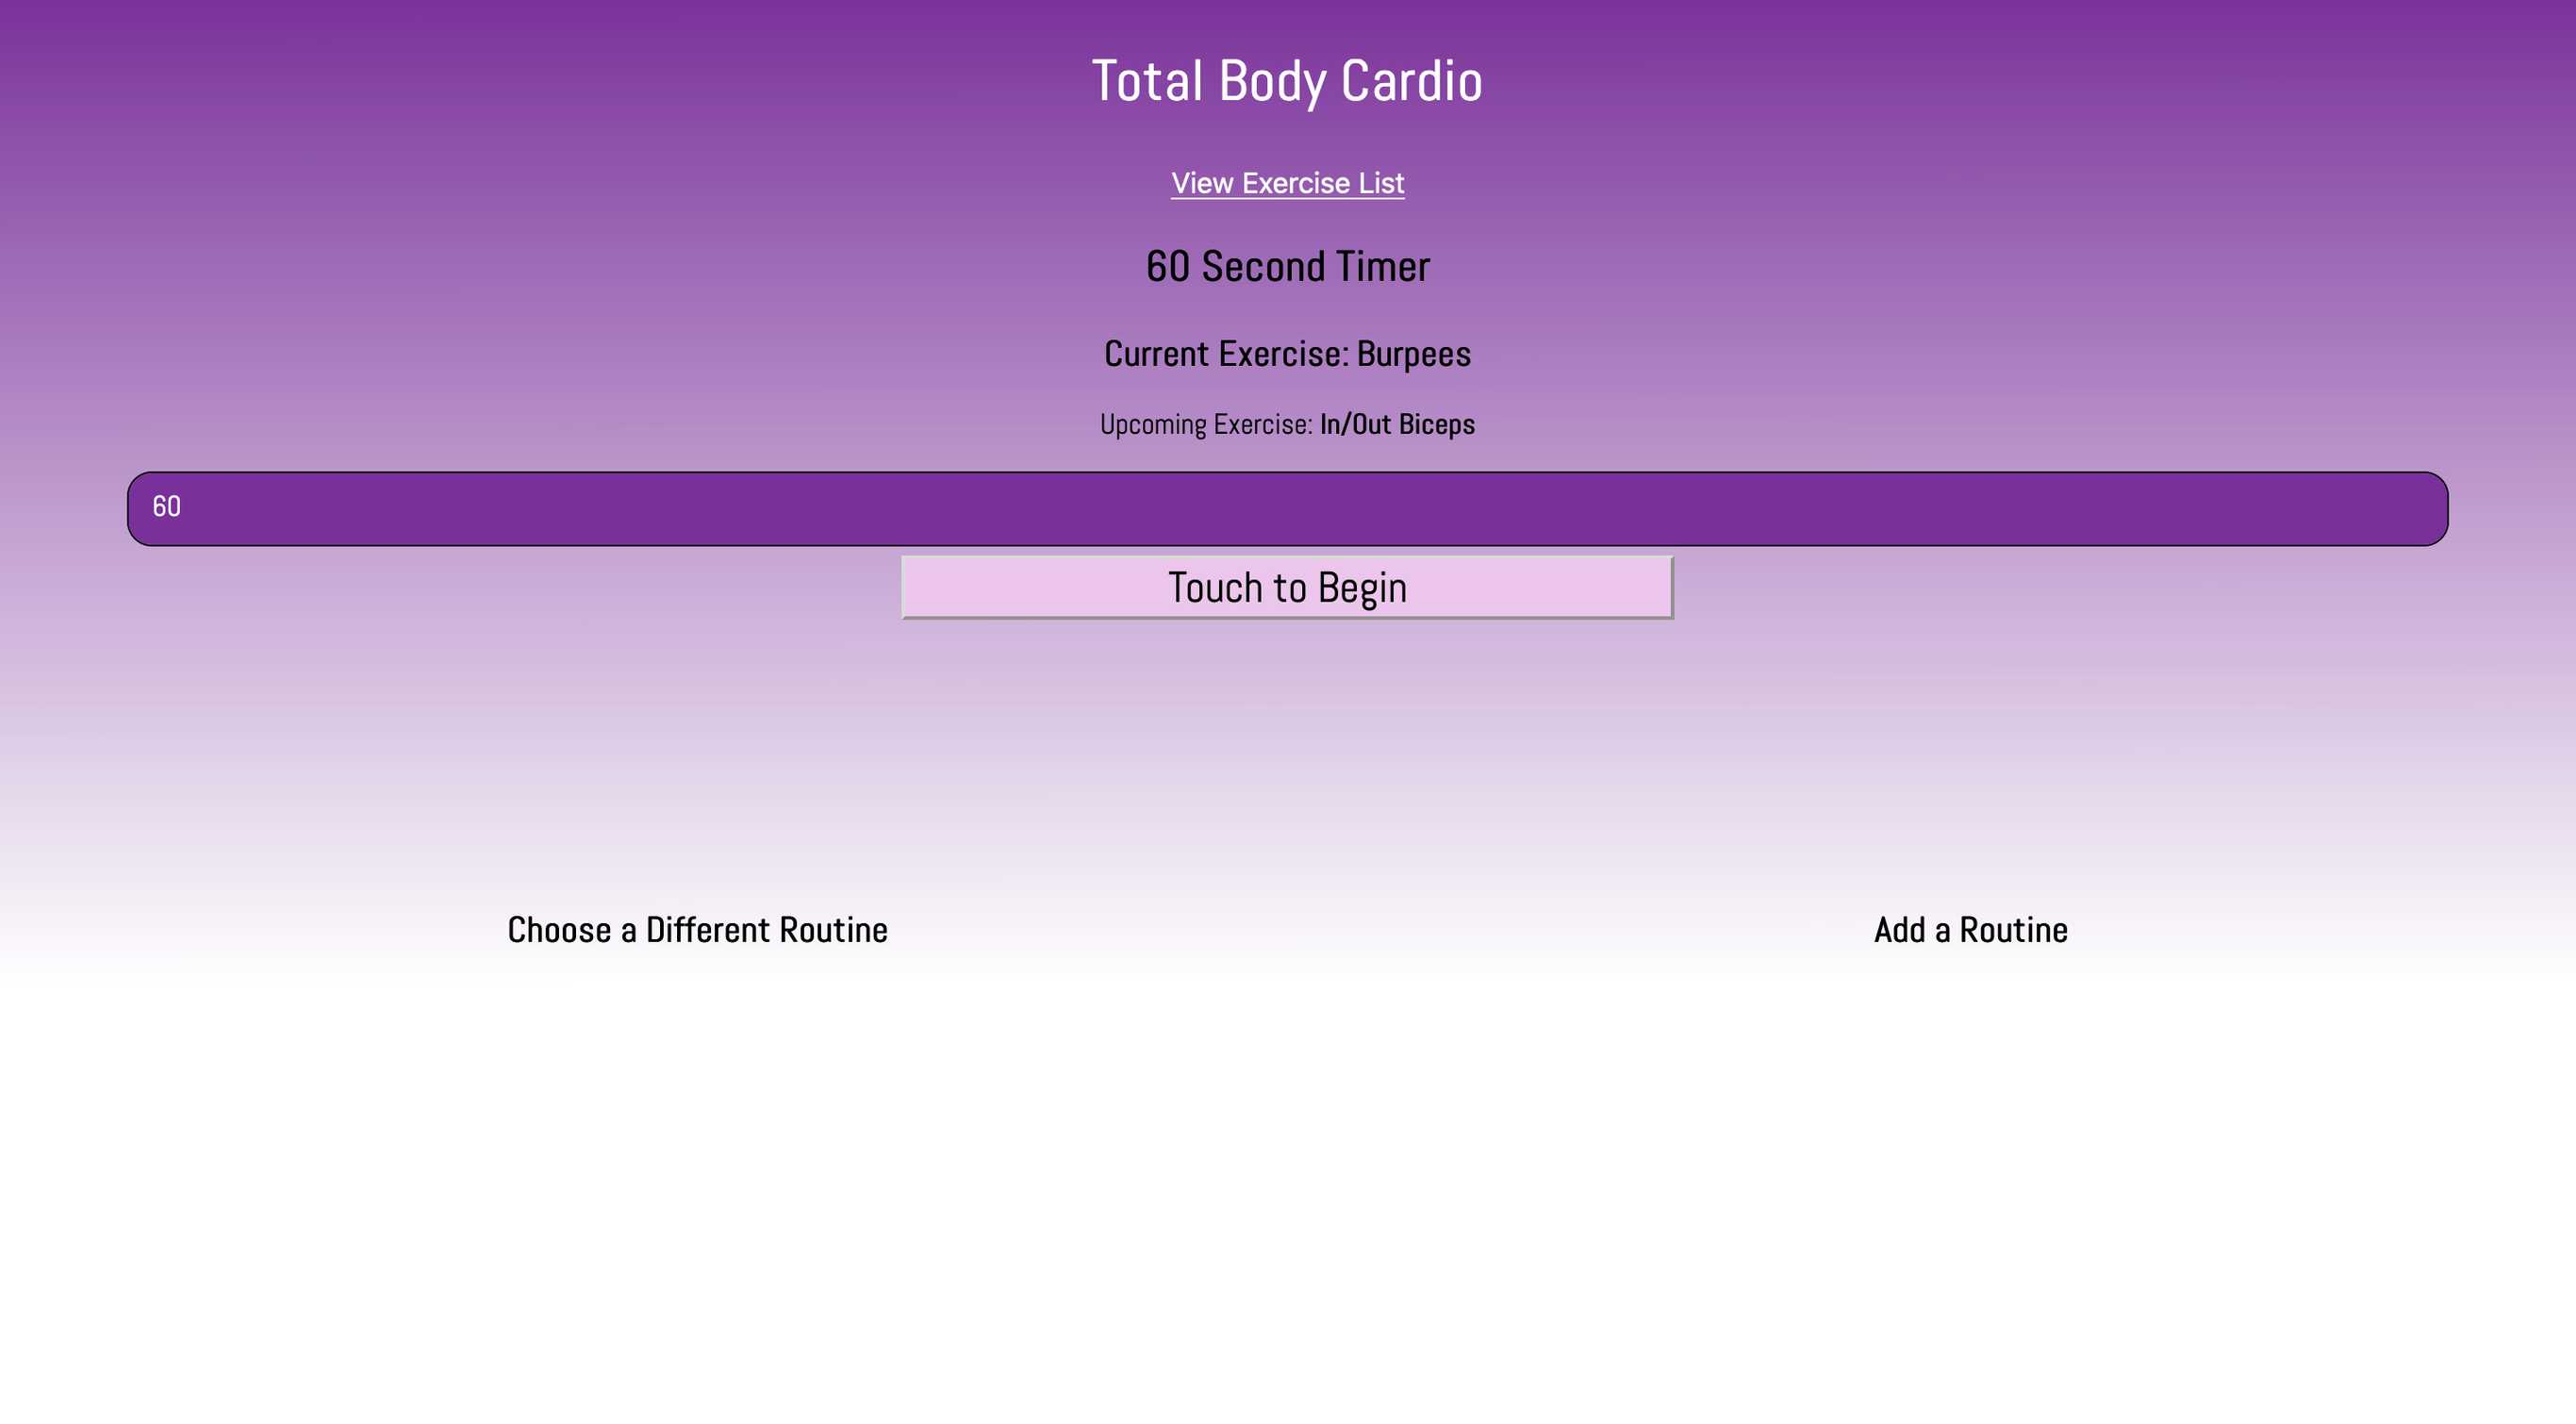 Total Body Cardio
View Exercise List
60 Second Timer
Current Exercise: Burpees
Upcoming Exercise: In/Out Biceps
60
Touch to Begin
Choose a Different Routine
Add a Routine